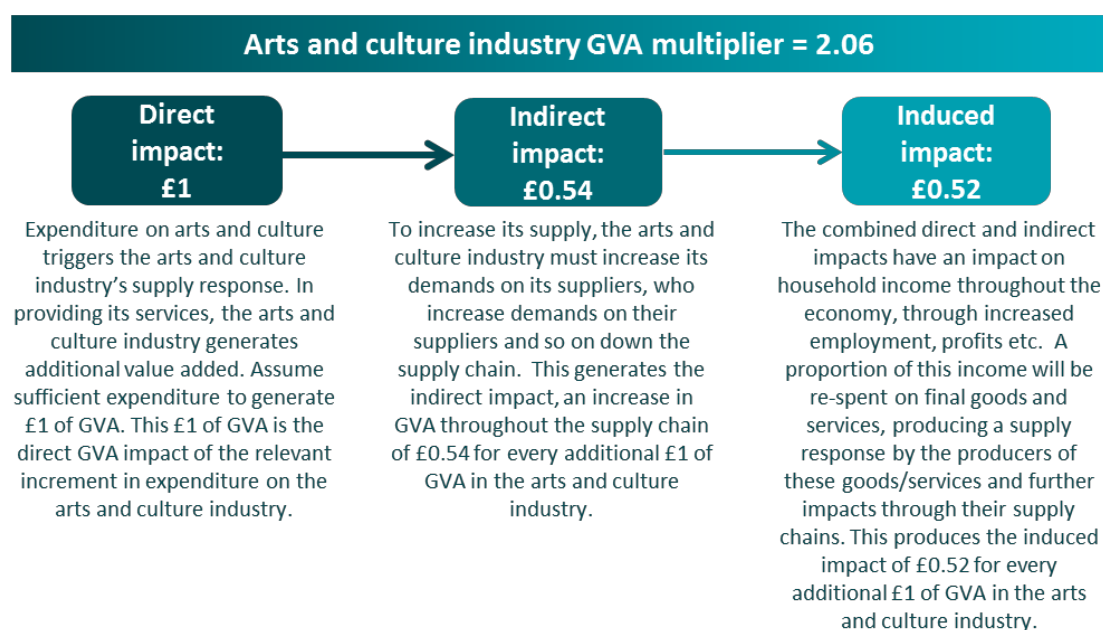 Arts and culture industry GVA multiplier = 2.06
Direct
impact:
£1
Expenditure on arts and culture
triggers the arts and culture
industry's supply response. In
providing its services, the arts and
culture industry generates
additional value added. Assume
sufficient expenditure to generate
£1 of GVA. This £1 of GVA is the
direct GVA impact of the relevant
increment in expenditure on the
arts and culture industry.
Indirect
impact:
£0.54
To increase its supply, the arts and
culture industry must increase its
demands on its suppliers, who
increase demands on their
suppliers and so on down the
supply chain.  This generates the
indirect impact, an increase in
GVA throughout the supply chain
of £0.54 for every additional £1 of
GVA in the arts and culture
industry.
Induced
impact:
£0.52
The combined direct and indirect
impacts have an impact on
household income throughout the
economy, through increased
employment, profits etc.  A
proportion of this income will be
re-spent on final goods and
services, producing a supply
response by the producers of
these goods/services and further
impacts through their supply
chains. This produces the induced
impact of £0.52 for every
additional £1 of GVA in the arts
and culture industry.